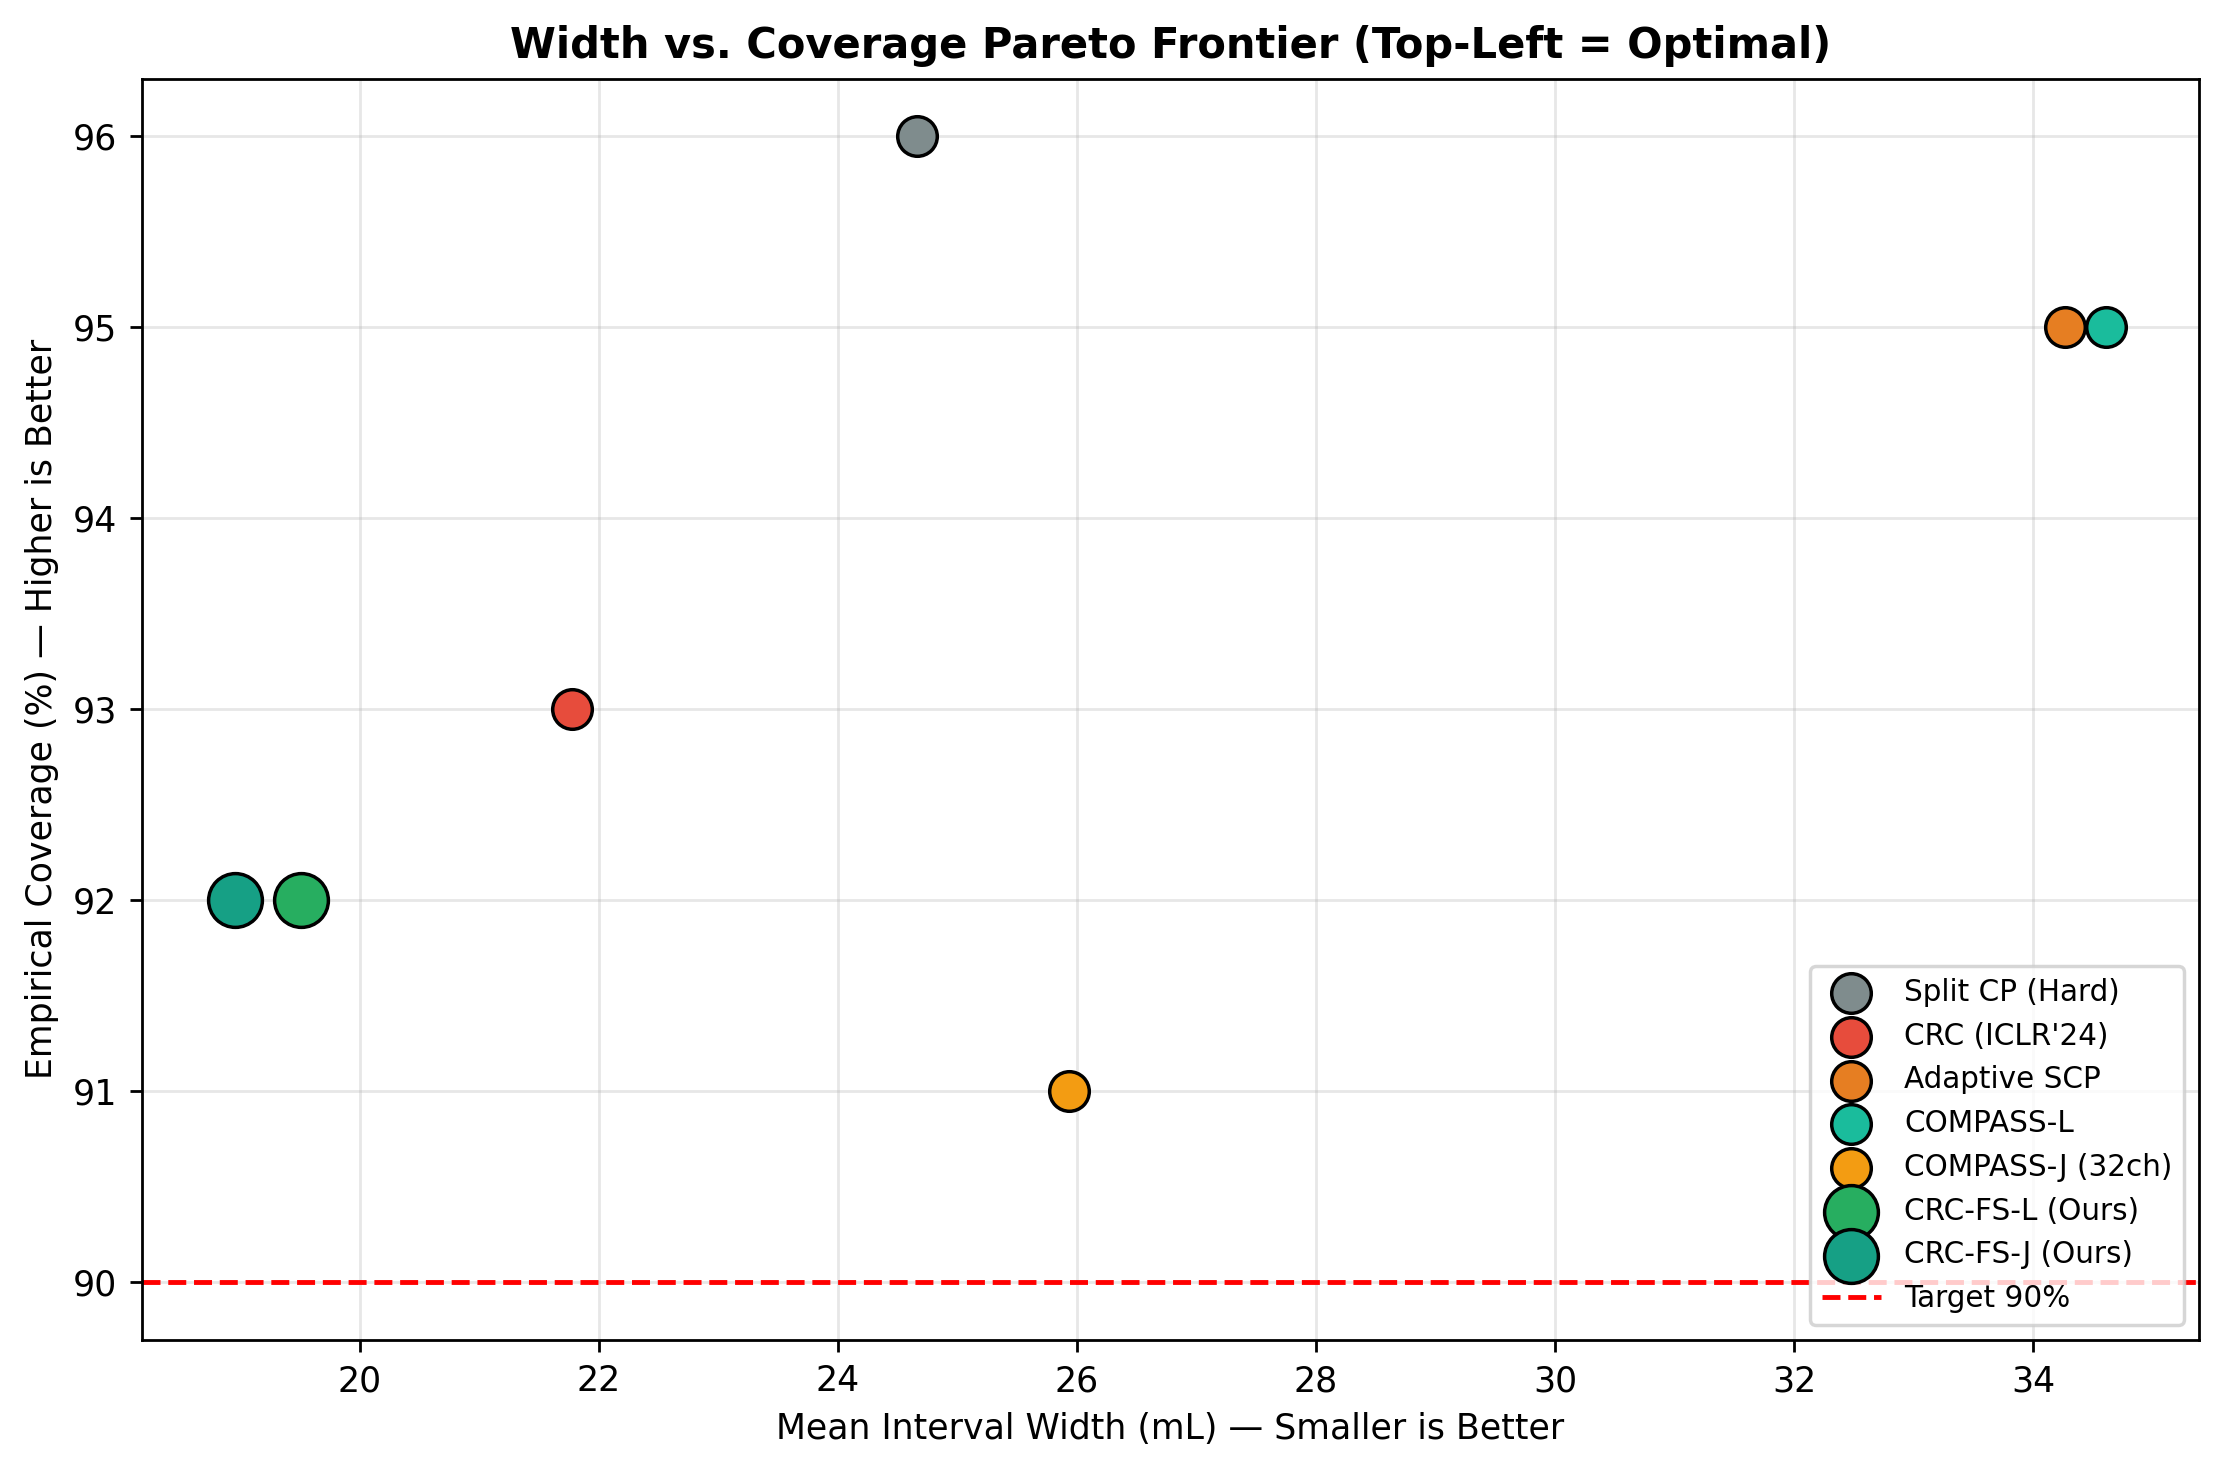 Width vs. Coverage Pareto Frontier (Top-Left = Optimal)
Empirical Coverage (%) — Higher is Better
96
95
94
93
92
91
90
Split CP (Hard)
CRC (ICLR'24)
Adaptive SCP
COMPASS-L
COMPASS-J (32ch)
CRC-FS-L (Ours)
CRC-FS-J (Ours)
Target 90%
20 22 24 26 28 30 32 34
Mean Interval Width (mL) — Smaller is Better